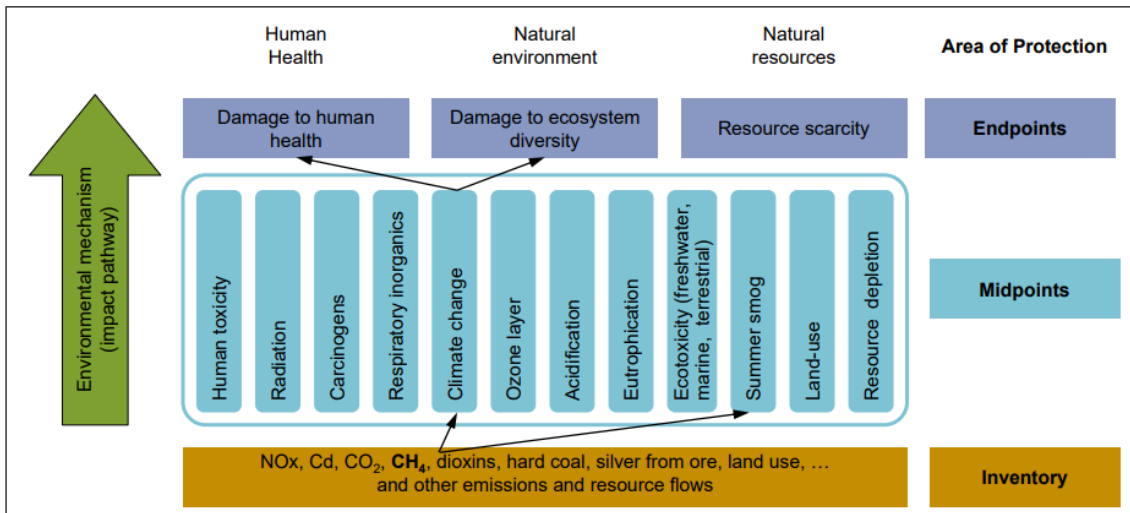 Human
Health
Natural
environment
Natural
resources
Area of Protection
Damage to human
health
Damage to ecosystem
diversity
Resource scarcity
Endpoints
Environmental mechanism
(impact pathway)
Human toxicity
Radiation
Carcinogens
Respiratory inorganics
Climate change
Ozone layer
Acidification
Eutrophication
Ecotoxicity (freshwater,
marine, terrestrial)
Summer smog
Land-use
Resource depletion
Midpoints
NOx, Cd, CO₂, CH₄, dioxins, hard coal, silver from ore, land use, …
and other emissions and resource flows
Inventory